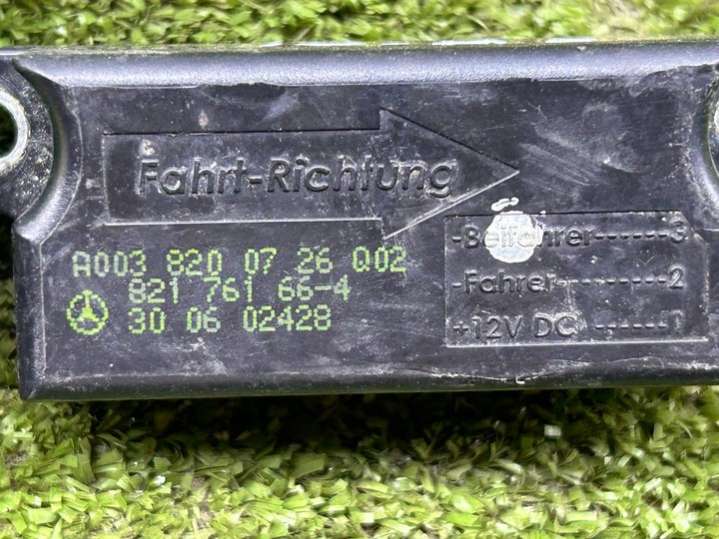 Fahrt-Richtung
A003 820 07 26 Q02
821 761 66-4
30 06 02428
-Beifahrer------3
-Fahrer--------2
+12V DC ------1